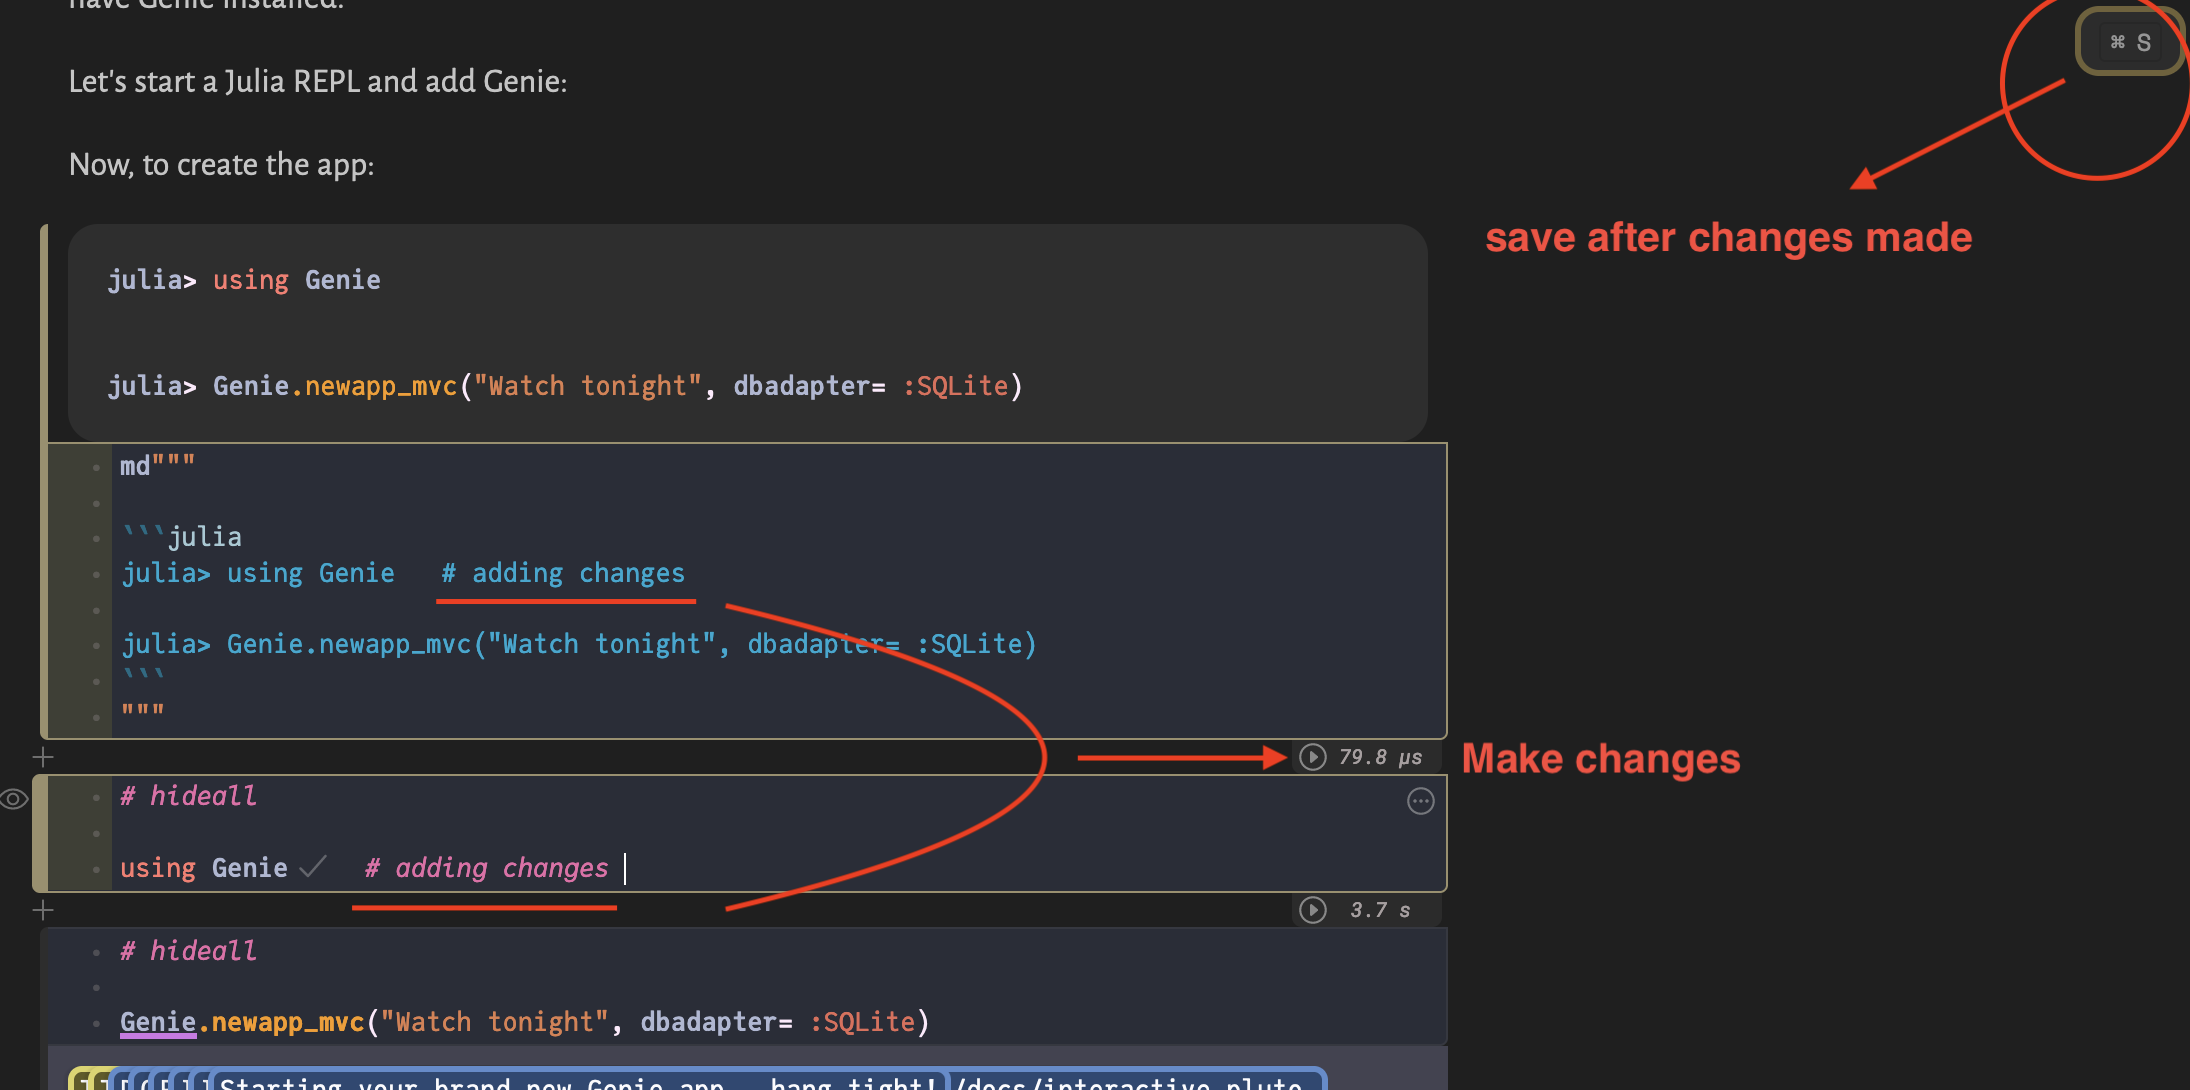 have Genie installed.
⌘ S
Let's start a Julia REPL and add Genie:
Now, to create the app:
save after changes made
julia> using Genie
julia> Genie.newapp_mvc("Watch tonight", dbadapter= :SQLite)
md"""
```julia
julia> using Genie   # adding changes
julia> Genie.newapp_mvc("Watch tonight", dbadapter= :SQLite)
```
"""
79.8 μs
Make changes
# hideall
using Genie   # adding changes
3.7 s
# hideall
Genie.newapp_mvc("Watch tonight", dbadapter= :SQLite)
Starting your brand new Genie app - hang tight! /docs/interactive_pluto